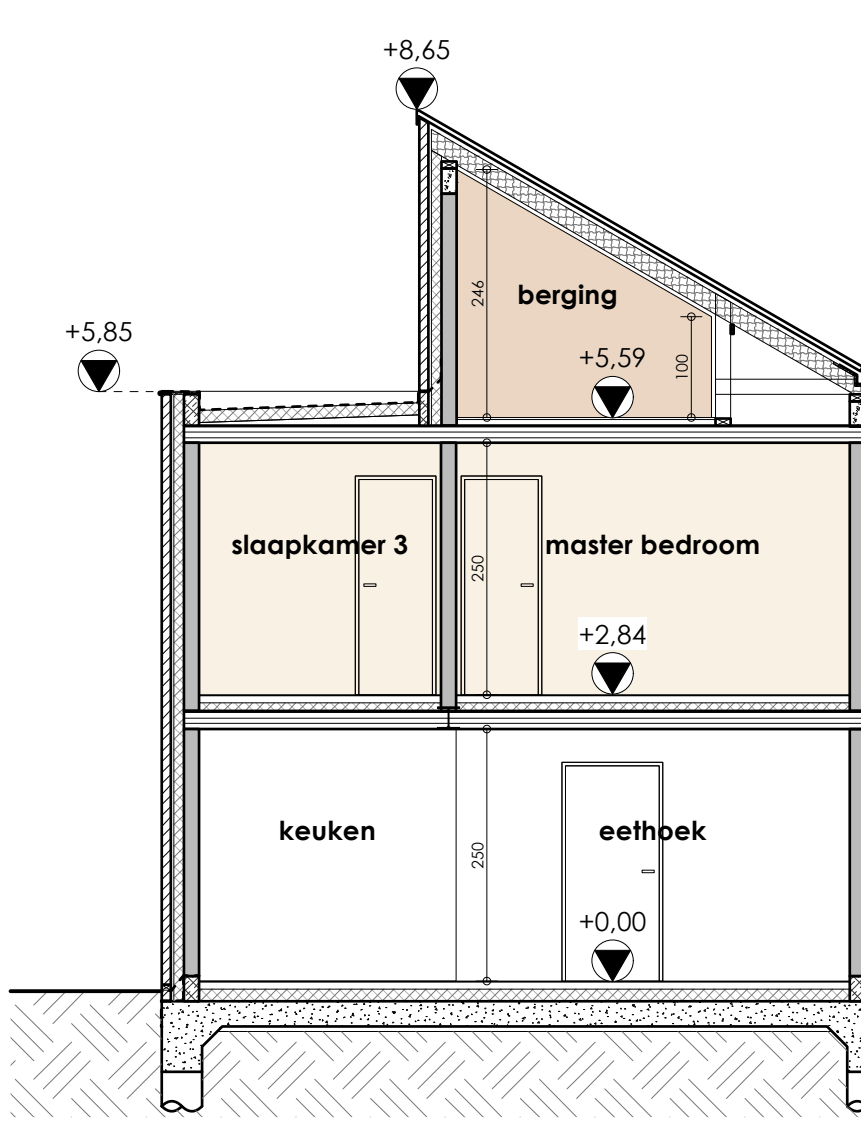 +8,65
246
berging
+5,85
+5,59
100
slaapkamer 3
master bedroom
250
+2,84
keuken
eethoek
250
+0,00